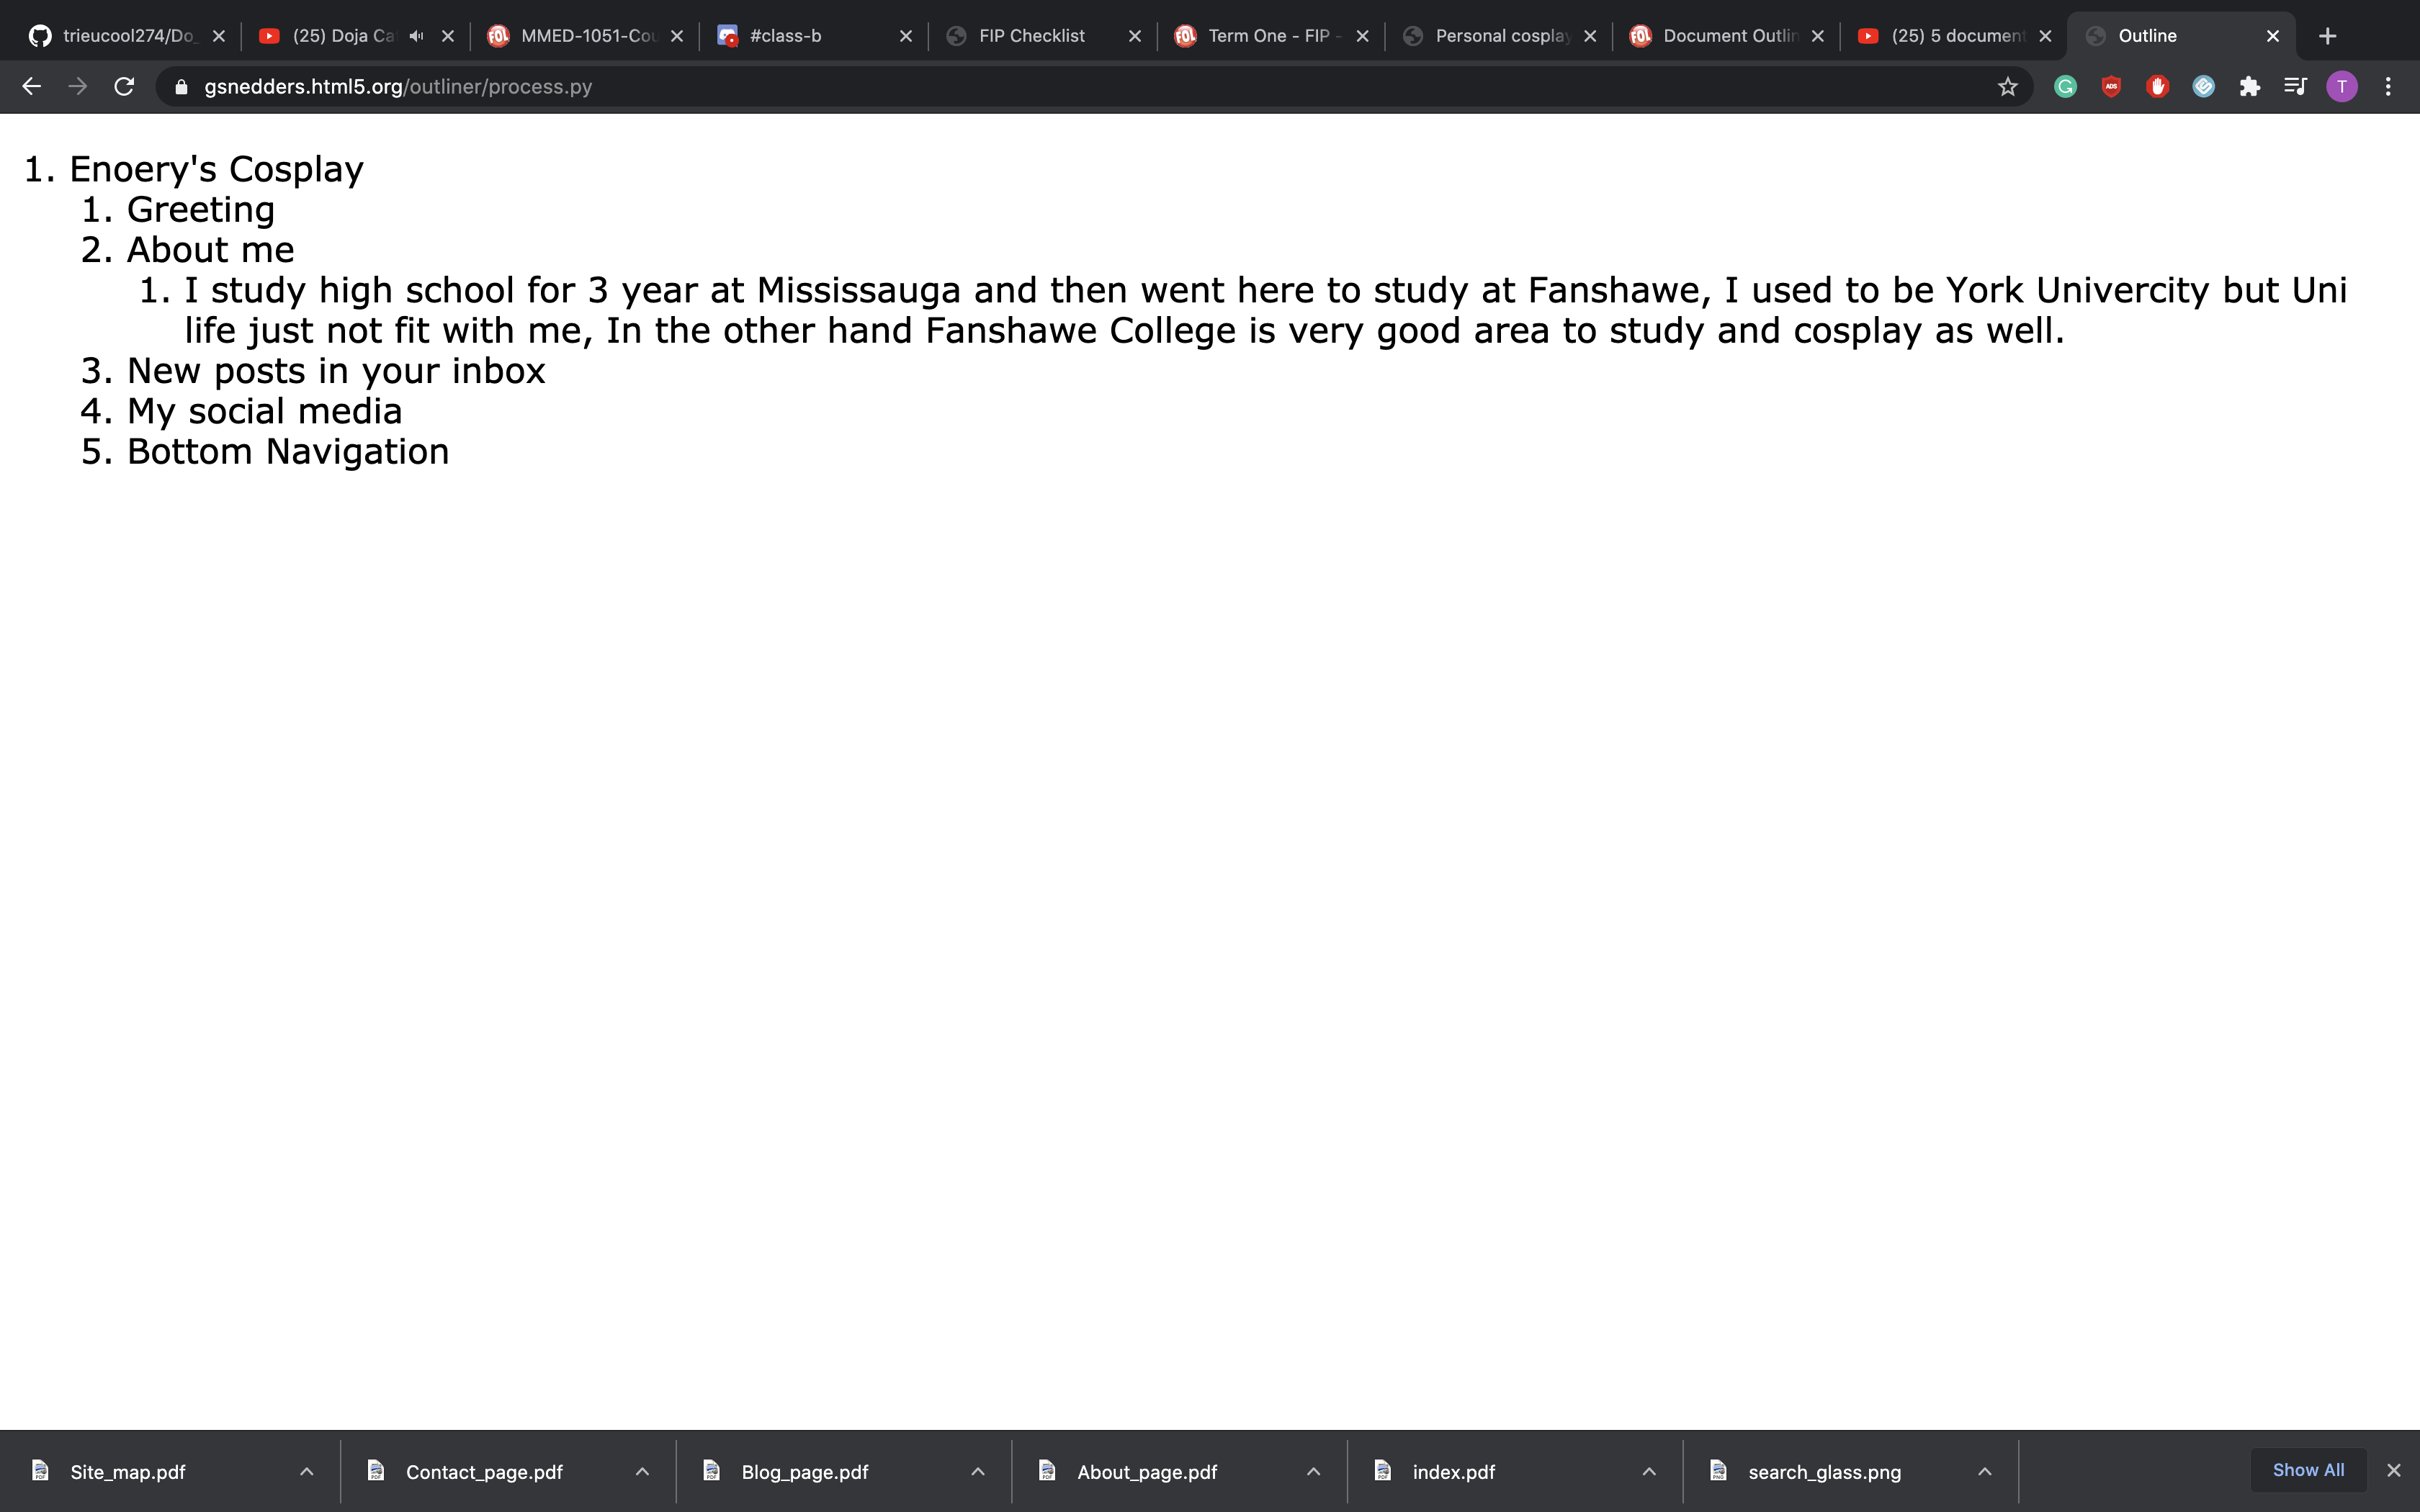 trieucool274/Do_
(25) Doja Ca
MMED-1051-Cou
#class-b
FIP Checklist
Term One - FIP -
Personal cosplay
Document Outlin
(25) 5 document
Outline
gsnedders.html5.org/outliner/process.py
ADS
T
1. Enoery's Cosplay
1. Greeting
2. About me
1. I study high school for 3 year at Mississauga and then went here to study at Fanshawe, I used to be York Univercity but Uni
life just not fit with me, In the other hand Fanshawe College is very good area to study and cosplay as well.
3. New posts in your inbox
4. My social media
5. Bottom Navigation
Site_map.pdf
Contact_page.pdf
Blog_page.pdf
About_page.pdf
index.pdf
search_glass.png
Show All